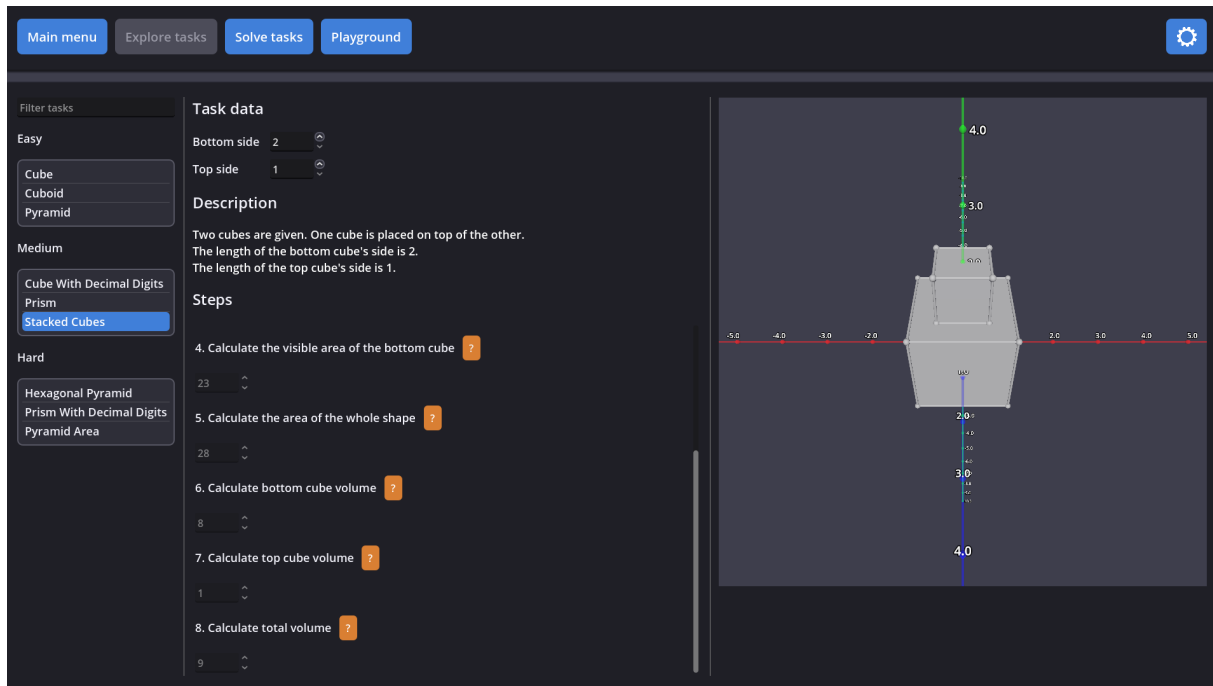 Main menu
Explore tasks
Solve tasks
Playground
Filter tasks
Easy
Cube
Cuboid
Pyramid
Medium
Cube With Decimal Digits
Prism
Stacked Cubes
Hard
Hexagonal Pyramid
Prism With Decimal Digits
Pyramid Area
Task data
Bottom side 2
Top side 1
Description
Two cubes are given. One cube is placed on top of the other.
The length of the bottom cube's side is 2.
The length of the top cube's side is 1.
Steps
4. Calculate the visible area of the bottom cube ?
23
5. Calculate the area of the whole shape ?
28
6. Calculate bottom cube volume ?
8
7. Calculate top cube volume ?
1
8. Calculate total volume ?
9
4.0
3.0
-5.0 -4.0 -3.0 -2.0 2.0 3.0 4.0 5.0
2.0
3.0
4.0